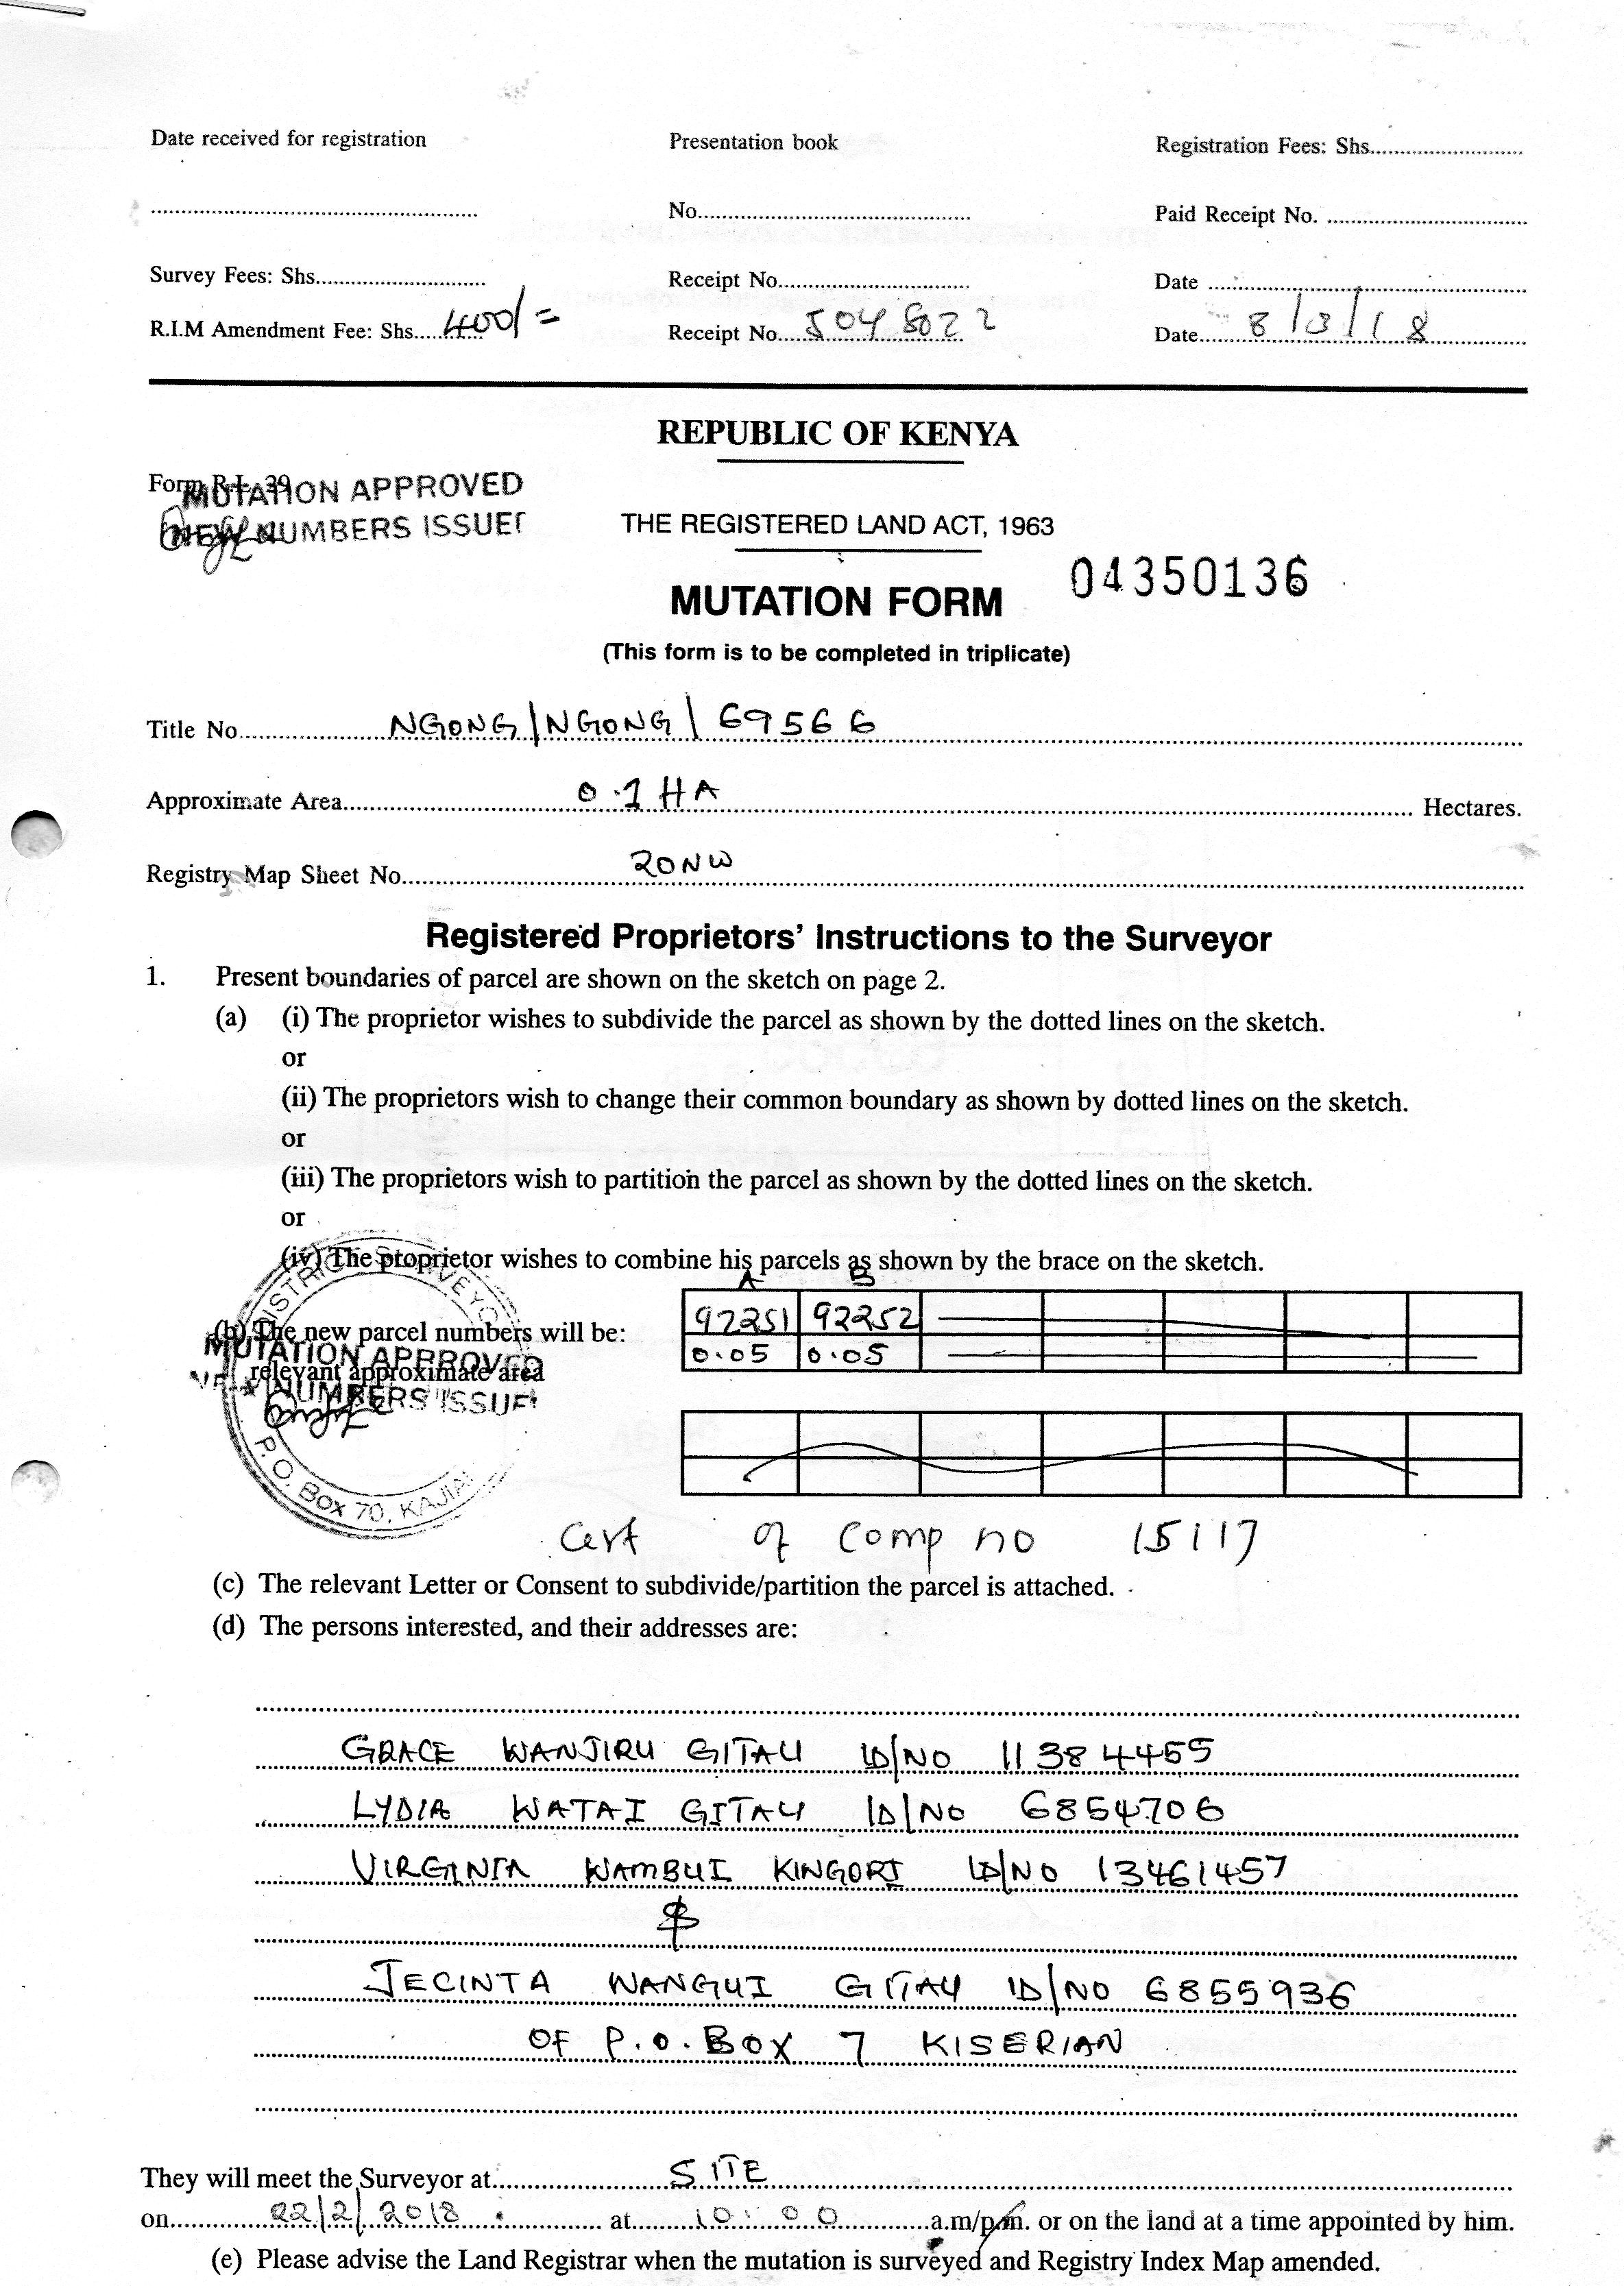 Date received for registration Presentation book Registration Fees: Shs..........................
........................................................ No............................................... Paid Receipt No. ..................................
Survey Fees: Shs............................. Receipt No................................. Date ......................................................
R.I.M Amendment Fee: Shs.....400/= Receipt No...5048022 Date...8/3/18
REPUBLIC OF KENYA
Form R.L. 39
MUTATION APPROVED
NEW NUMBERS ISSUED
THE REGISTERED LAND ACT, 1963
04350136
MUTATION FORM
(This form is to be completed in triplicate)
Title No........NGONG/NGONG/69566
Approximate Area........0.1 HA........Hectares.
Registry Map Sheet No........20NW
Registered Proprietors' Instructions to the Surveyor
1. Present boundaries of parcel are shown on the sketch on page 2.
(a) (i) The proprietor wishes to subdivide the parcel as shown by the dotted lines on the sketch.
or
(ii) The proprietors wish to change their common boundary as shown by dotted lines on the sketch.
or
(iii) The proprietors wish to partition the parcel as shown by the dotted lines on the sketch.
or
(iv) The proprietor wishes to combine his parcels as shown by the brace on the sketch.
A B
(b) The new parcel numbers will be: 92251 92252
relevant approximate area 0.05 0.05
DISTRICT SURVEYOR
MUTATION APPROVED
NEW NUMBERS ISSUED
P.O. Box 70, KAJIA
Cert of comp no 15117
(c) The relevant Letter or Consent to subdivide/partition the parcel is attached.
(d) The persons interested, and their addresses are:
GRACE WANJIRU GITAU ID/NO 11384455
LYDIA WATAI GITAU ID/NO 6854706
VIRGINIA WAMBUI KINGORI ID/NO 13461457
&
JECINTA WANGUI GITAU ID/NO 6855936
OF P.O. BOX 7 KISERIAN
They will meet the Surveyor at........SITE
on........22/2/2018........at........10:00........a.m/p.m. or on the land at a time appointed by him.
(e) Please advise the Land Registrar when the mutation is surveyed and Registry Index Map amended.